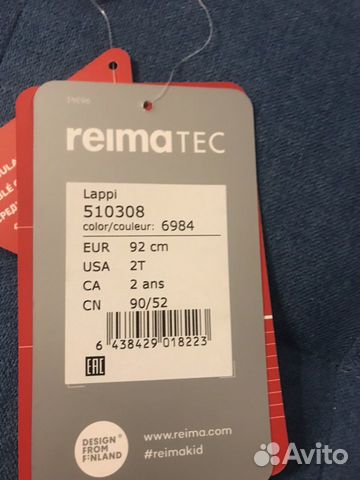 reimaTEC
Lappi
510308
color/couleur: 6984
EUR 92 cm
USA 2T
CA 2 ans
CN 90/52
6 438429 018223
EAC
DESIGN
FROM
FINLAND
www.reima.com
#reimakid
Avito